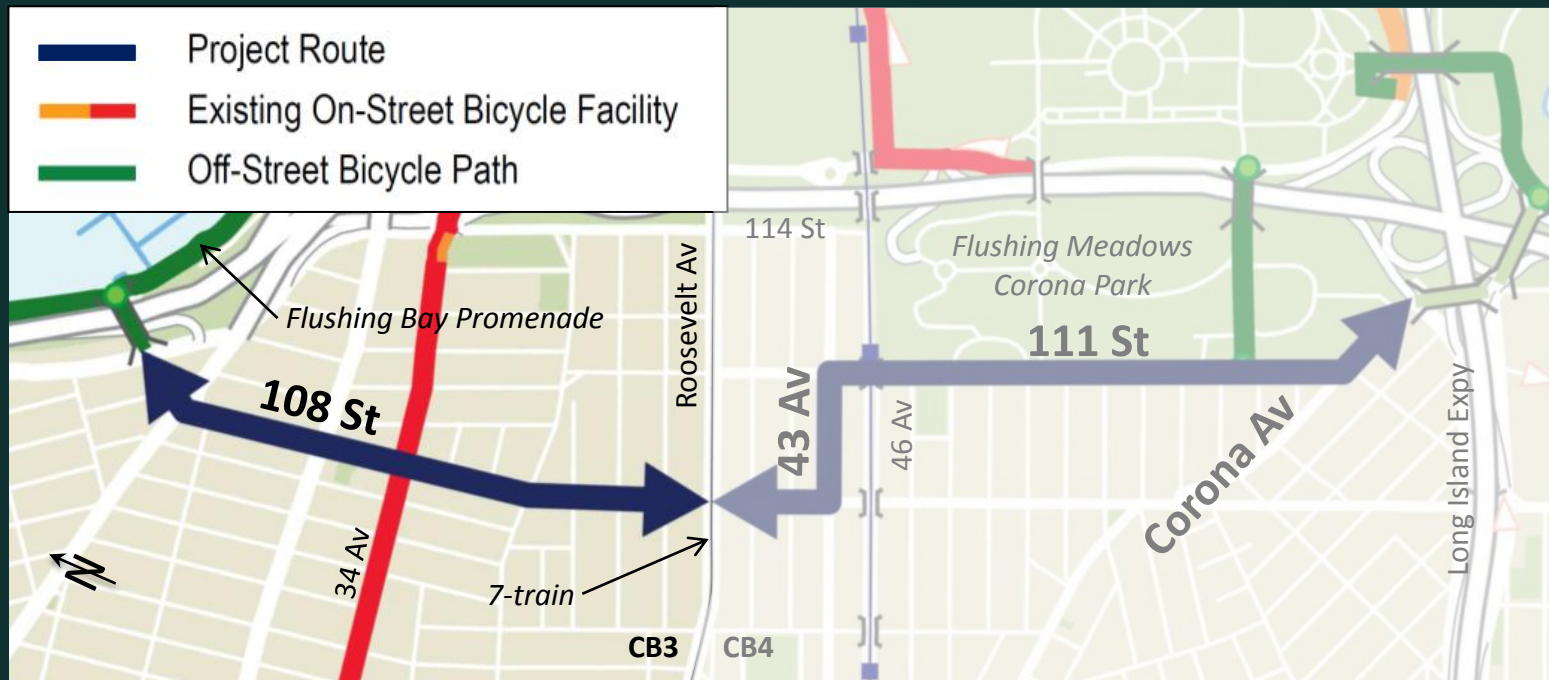 Project Route
Existing On-Street Bicycle Facility
Off-Street Bicycle Path
114 St
Roosevelt Av
Flushing Meadows
Corona Park
Flushing Bay Promenade
111 St
108 St
43 Av
46 Av
Corona Av
Long Island Expy
34 Av
N
7-train
CB3
CB4